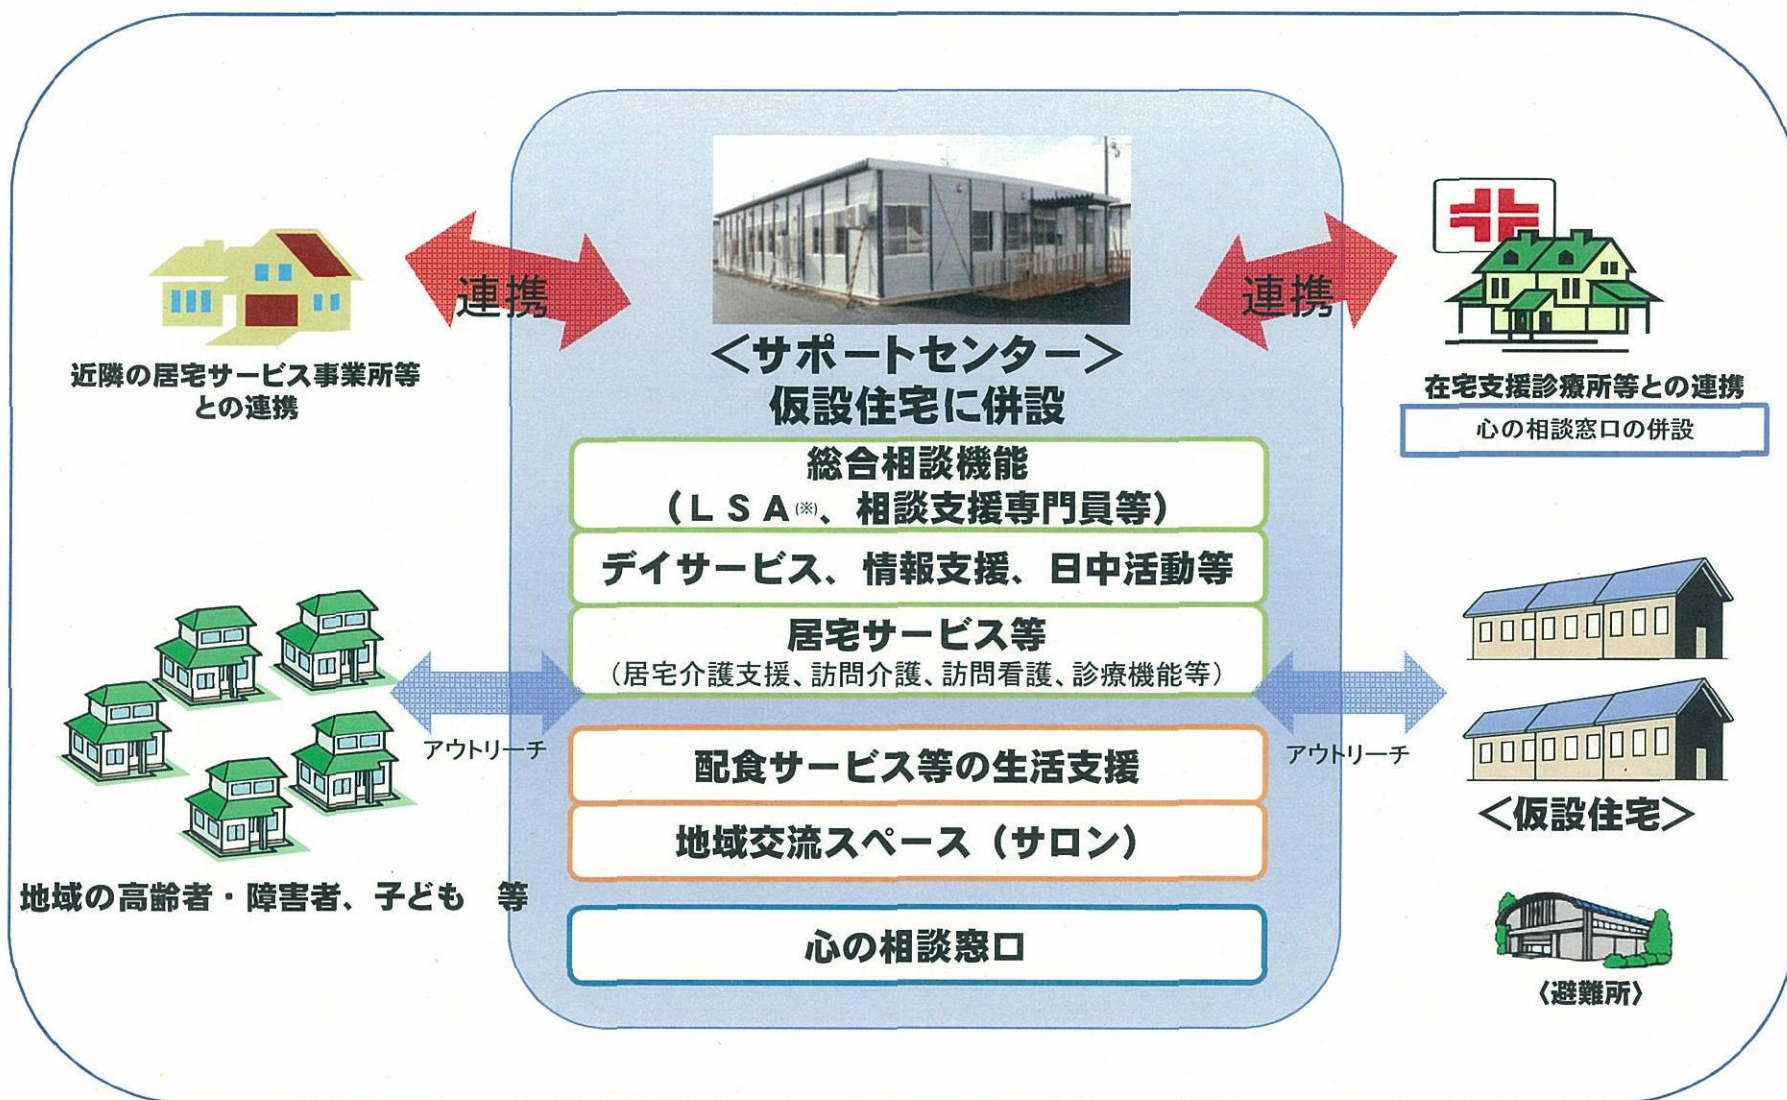 連携
連携
<サポートセンター>
仮設住宅に併設
近隣の居宅サービス事業所等
との連携
在宅支援診療所等との連携
心の相談窓口の併設
総合相談機能
(LSA(※)、相談支援専門員等)
デイサービス、情報支援、日中活動等
居宅サービス等
(居宅介護支援、訪問介護、訪問看護、診療機能等)
アウトリーチ
アウトリーチ
配食サービス等の生活支援
地域交流スペース(サロン)
<仮設住宅>
地域の高齢者・障害者、子ども 等
心の相談窓口
〈避難所〉